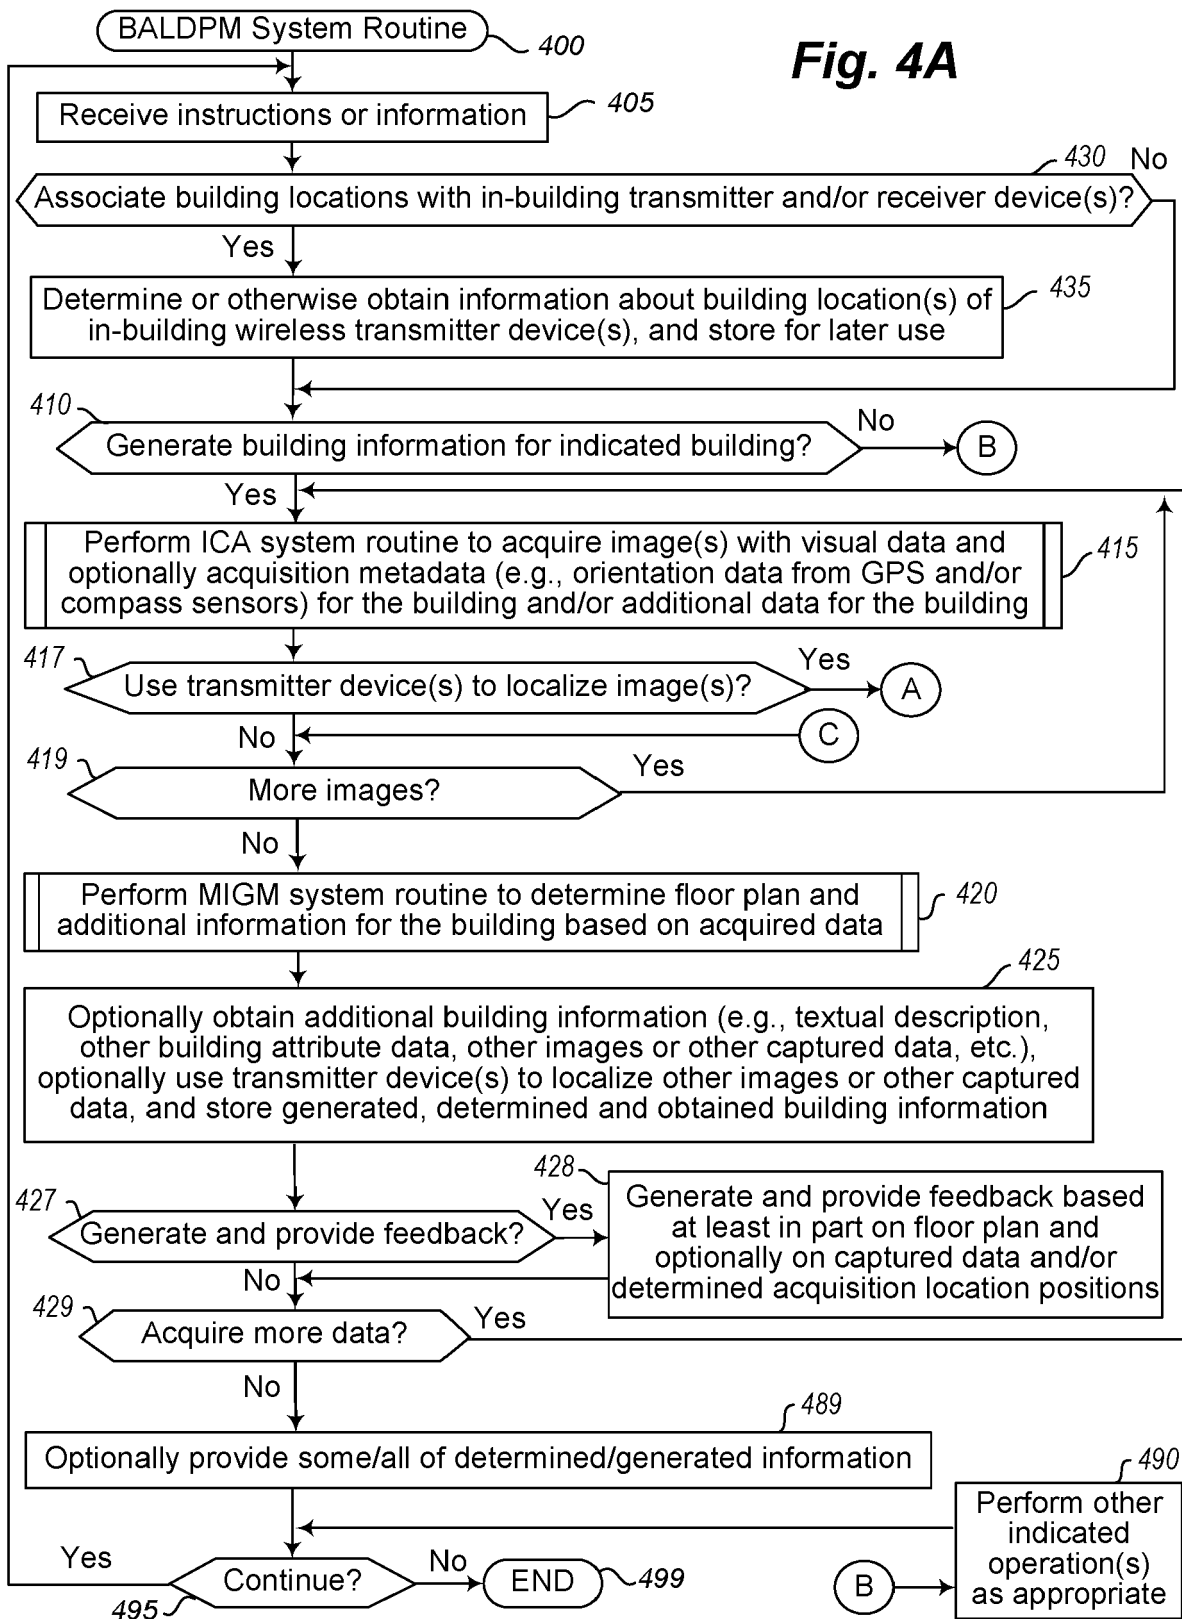 BALDPM System Routine
400
Fig. 4A
Receive instructions or information
405
430
No
Associate building locations with in-building transmitter and/or receiver device(s)?
Yes
Determine or otherwise obtain information about building location(s) of
in-building wireless transmitter device(s), and store for later use
435
410
Generate building information for indicated building?
No
B
Yes
Perform ICA system routine to acquire image(s) with visual data and
optionally acquisition metadata (e.g., orientation data from GPS and/or
compass sensors) for the building and/or additional data for the building
415
417
Use transmitter device(s) to localize image(s)?
Yes
A
No
C
419
More images?
Yes
No
Perform MIGM system routine to determine floor plan and
additional information for the building based on acquired data
420
425
Optionally obtain additional building information (e.g., textual description,
other building attribute data, other images or other captured data, etc.),
optionally use transmitter device(s) to localize other images or other captured
data, and store generated, determined and obtained building information
427
Generate and provide feedback?
Yes
428
Generate and provide feedback based
at least in part on floor plan and
optionally on captured data and/or
determined acquisition location positions
No
429
Acquire more data?
Yes
No
489
Optionally provide some/all of determined/generated information
490
Perform other
indicated
operation(s)
as appropriate
B
Yes
Continue?
495
No
END
499